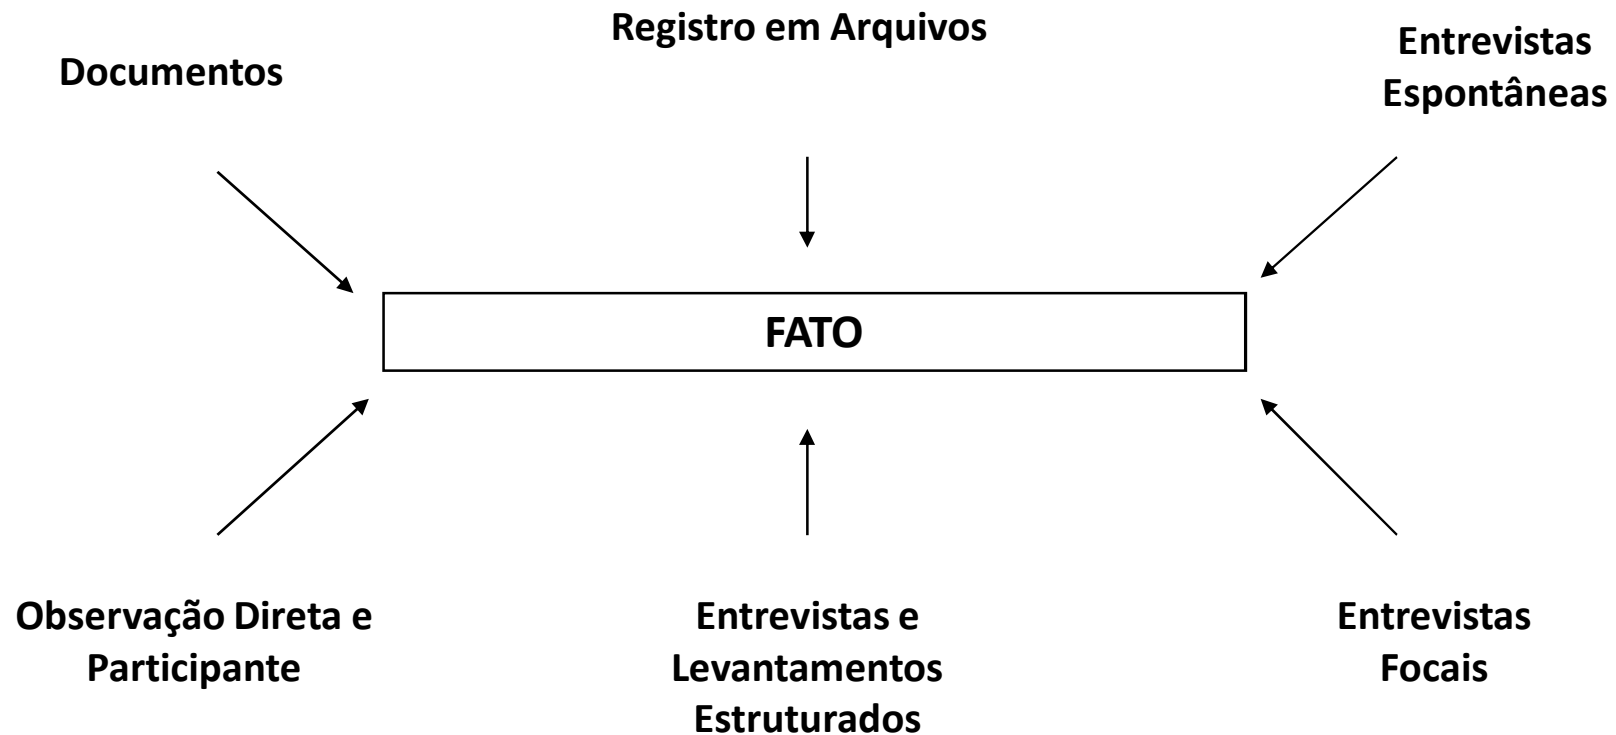 Registro em Arquivos
Documentos
Entrevistas
Espontâneas
FATO
Observação Direta e
Participante
Entrevistas e
Levantamentos
Estruturados
Entrevistas
Focais